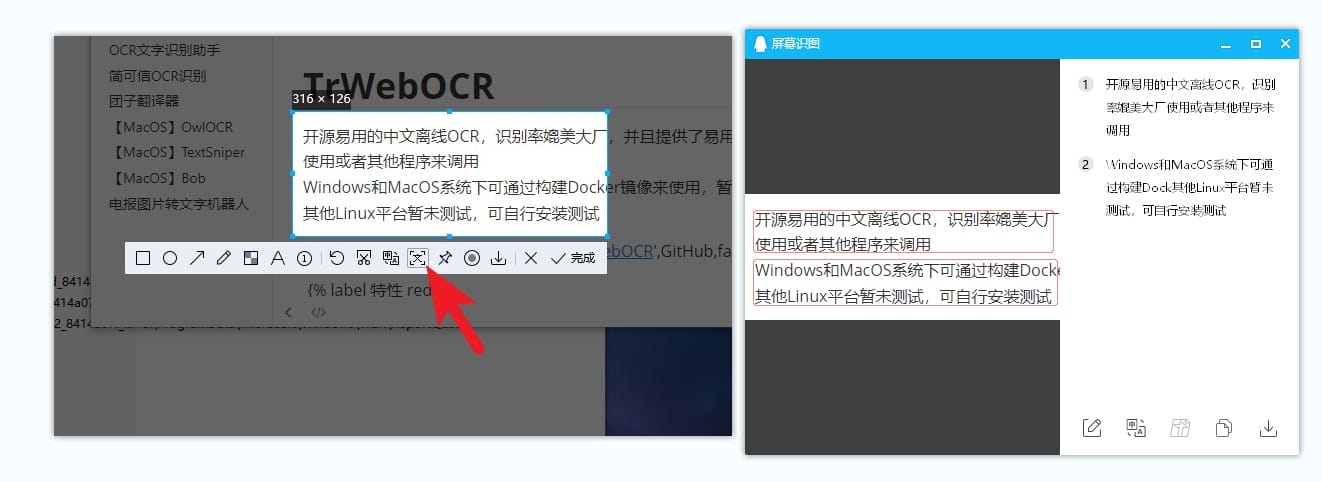 OCR文字识别助手
简可信OCR识别
团子翻译器
【MacOS】OwlOCR
【MacOS】TextSniper
【MacOS】Bob
电报图片转文字机器人
TrWebOCR
316 × 126
开源易用的中文离线OCR，识别率媲美大厂，并且提供了易用
使用或者其他程序来调用
Windows和MacOS系统下可通过构建Docker镜像来使用，暂
其他Linux平台暂未测试，可自行安装测试
bOCR',GitHub,fa
完成
{% label 特性 red
屏幕识图
开源易用的中文离线OCR，识别率媲美大厂
使用或者其他程序来调用
Windows和MacOS系统下可通过构建Docke
其他Linux平台暂未测试，可自行安装测试
1 开源易用的中文离线OCR，识别
率媲美大厂使用或者其他程序来
调用
2 Windows和MacOS系统下可通
过构建Dock其他Linux平台暂未
测试，可自行安装测试